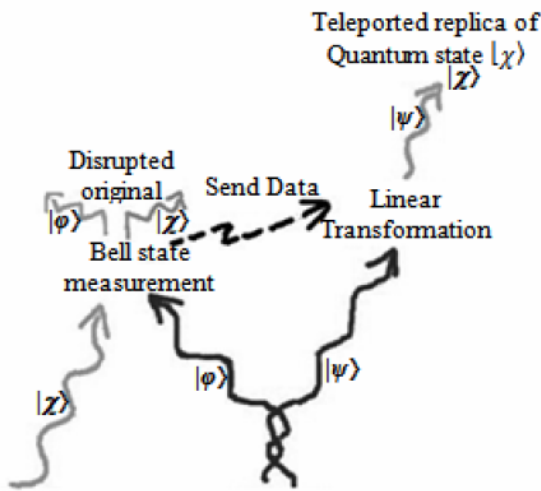 Teleported replica of
Quantum state |χ⟩
|χ⟩
|ψ⟩
Disrupted
original
Send Data
Linear
Transformation
|φ⟩
|χ⟩
Bell state
measurement
|φ⟩
|ψ⟩
|χ⟩